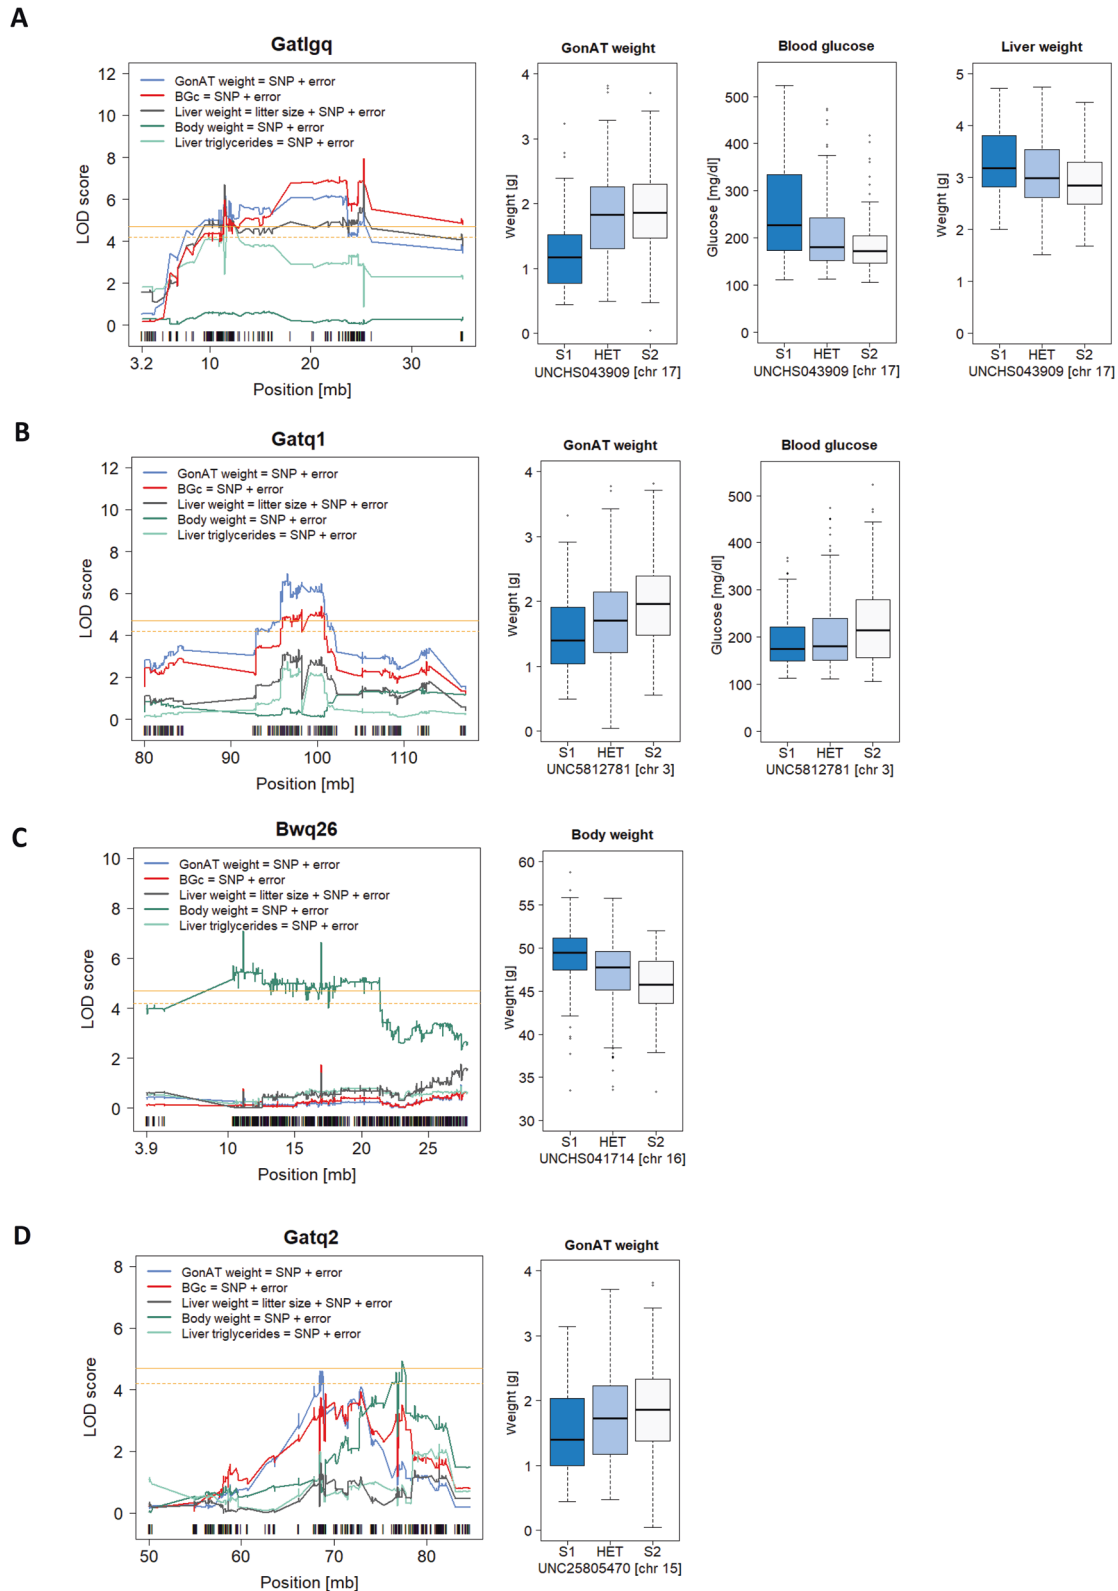 A
Gatlgq
GonAT weight = SNP + error
BGc = SNP + error
Liver weight = litter size + SNP + error
Body weight = SNP + error
Liver triglycerides = SNP + error
LOD score
12
10
8
6
4
2
0
3.2
10
20
30
Position [mb]
GonAT weight
Weight [g]
4
3
2
1
0
S1
HET
S2
UNCHS043909 [chr 17]
Blood glucose
Glucose [mg/dl]
500
400
300
200
100
0
S1
HET
S2
UNCHS043909 [chr 17]
Liver weight
Weight [g]
5
4
3
2
1
0
S1
HET
S2
UNCHS043909 [chr 17]
B
Gatq1
GonAT weight = SNP + error
BGc = SNP + error
Liver weight = litter size + SNP + error
Body weight = SNP + error
Liver triglycerides = SNP + error
LOD score
12
10
8
6
4
2
0
80
90
100
110
Position [mb]
GonAT weight
Weight [g]
4
3
2
1
0
S1
HET
S2
UNC5812781 [chr 3]
Blood glucose
Glucose [mg/dl]
500
400
300
200
100
0
S1
HET
S2
UNC5812781 [chr 3]
C
Bwq26
GonAT weight = SNP + error
BGc = SNP + error
Liver weight = litter size + SNP + error
Body weight = SNP + error
Liver triglycerides = SNP + error
LOD score
10
8
6
4
2
0
3.9
10
15
20
25
Position [mb]
Body weight
Weight [g]
60
55
50
45
40
35
30
S1
HET
S2
UNCHS041714 [chr 16]
D
Gatq2
GonAT weight = SNP + error
BGc = SNP + error
Liver weight = litter size + SNP + error
Body weight = SNP + error
Liver triglycerides = SNP + error
LOD score
8
6
4
2
0
50
60
70
80
Position [mb]
GonAT weight
Weight [g]
4
3
2
1
0
S1
HET
S2
UNC25805470 [chr 15]